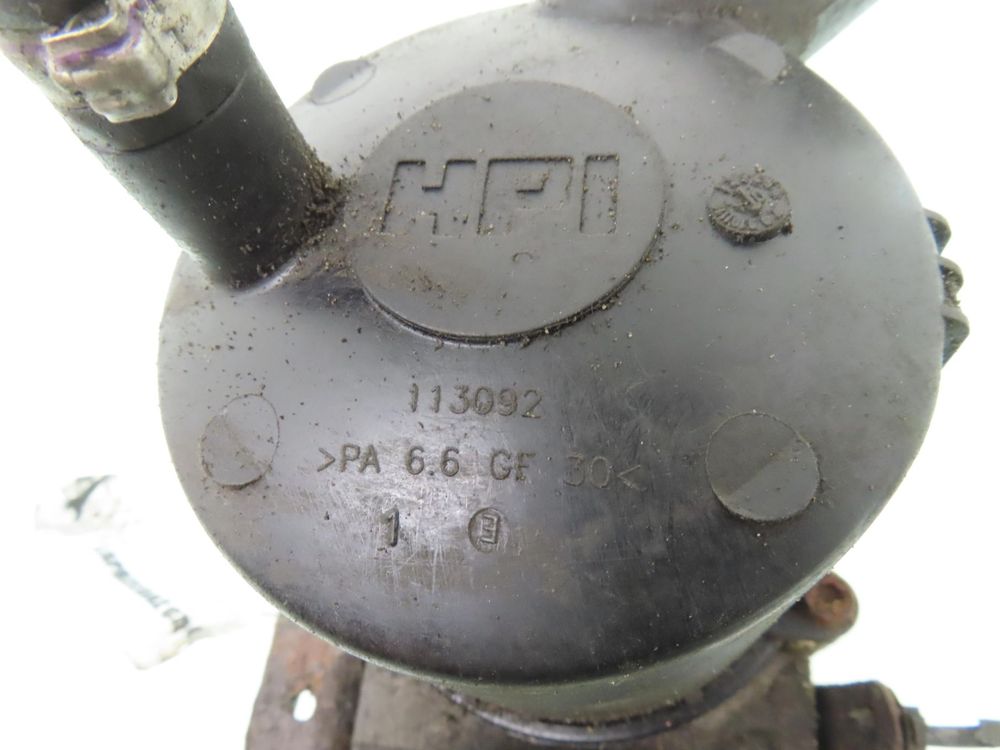 HPI
113092
>PA 6.6 GF 30<
1 E